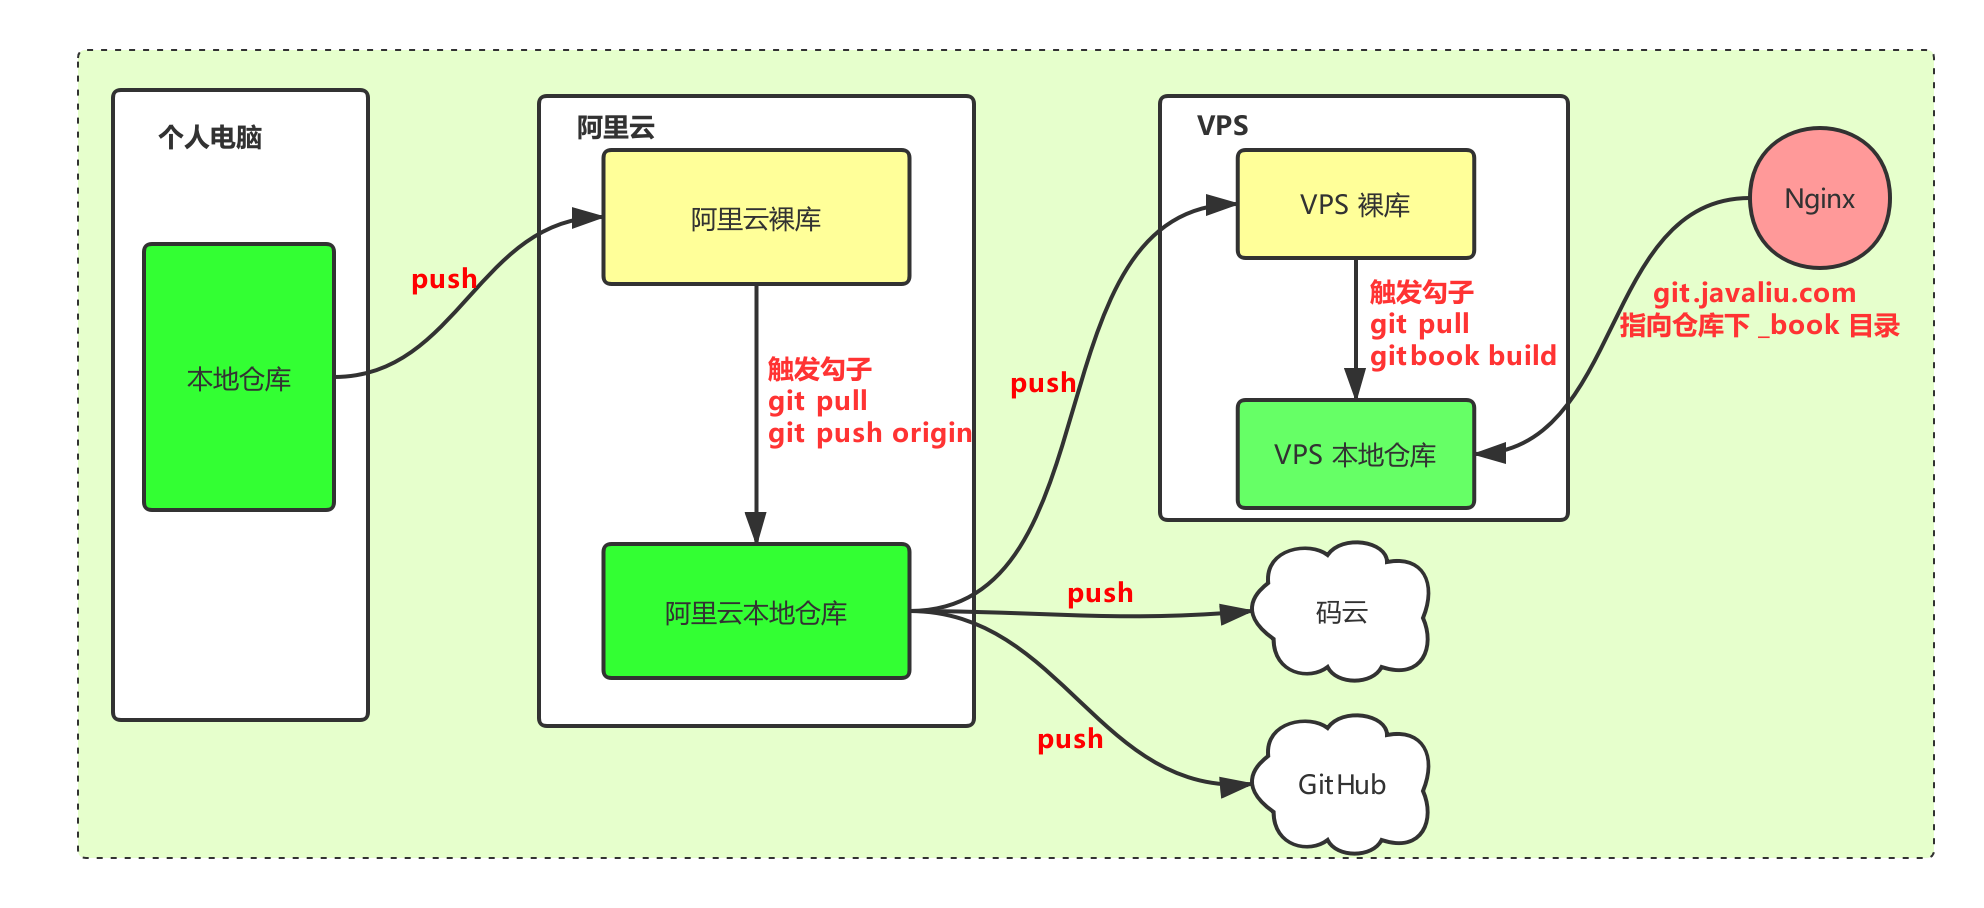 个人电脑
本地仓库
push
阿里云
阿里云裸库
触发勾子
git pull
git push origin
阿里云本地仓库
push
push
push
VPS
VPS 裸库
触发勾子
git pull
gitbook build
VPS 本地仓库
码云
GitHub
Nginx
git.javaliu.com
指向仓库下 _book 目录